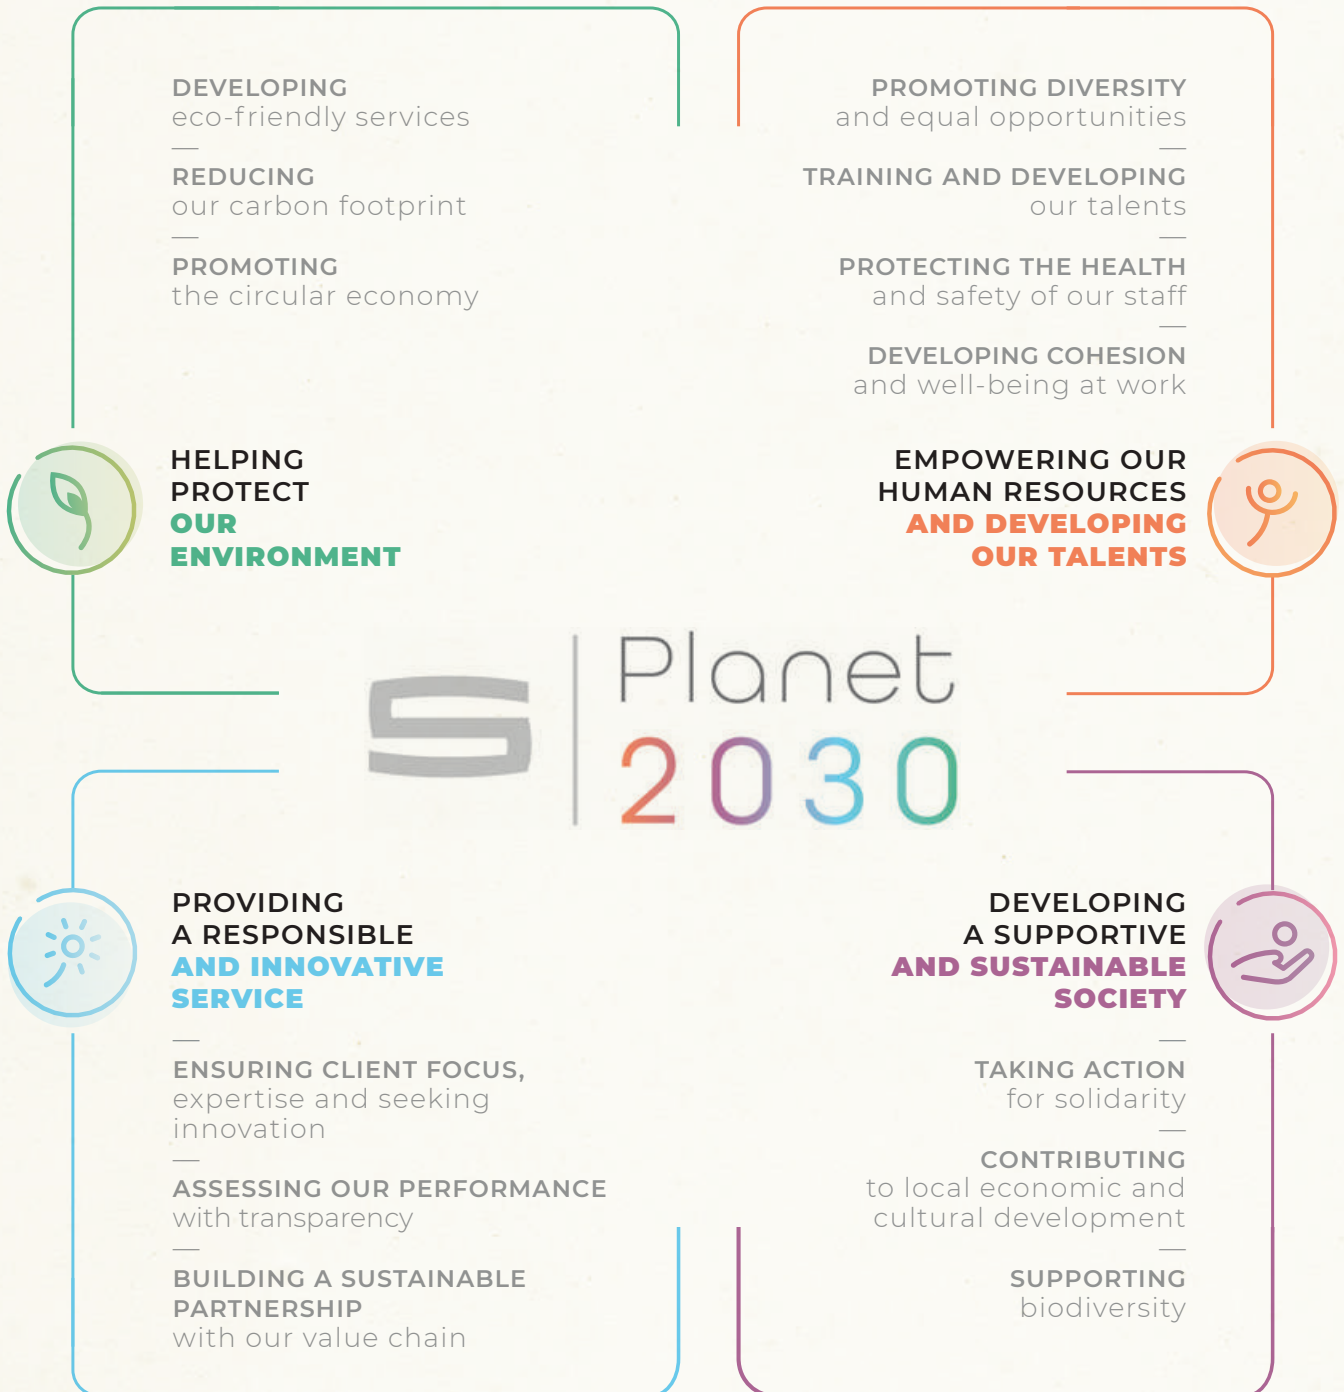 DEVELOPING
eco-friendly services
—
REDUCING
our carbon footprint
—
PROMOTING
the circular economy
HELPING
PROTECT
OUR
ENVIRONMENT
PROMOTING DIVERSITY
and equal opportunities
—
TRAINING AND DEVELOPING
our talents
—
PROTECTING THE HEALTH
and safety of our staff
—
DEVELOPING COHESION
and well-being at work
EMPOWERING OUR
HUMAN RESOURCES
AND DEVELOPING
OUR TALENTS
S
Planet
2030
PROVIDING
A RESPONSIBLE
AND INNOVATIVE
SERVICE
—
ENSURING CLIENT FOCUS,
expertise and seeking
innovation
—
ASSESSING OUR PERFORMANCE
with transparency
—
BUILDING A SUSTAINABLE
PARTNERSHIP
with our value chain
DEVELOPING
A SUPPORTIVE
AND SUSTAINABLE
SOCIETY
—
TAKING ACTION
for solidarity
—
CONTRIBUTING
to local economic and
cultural development
—
SUPPORTING
biodiversity